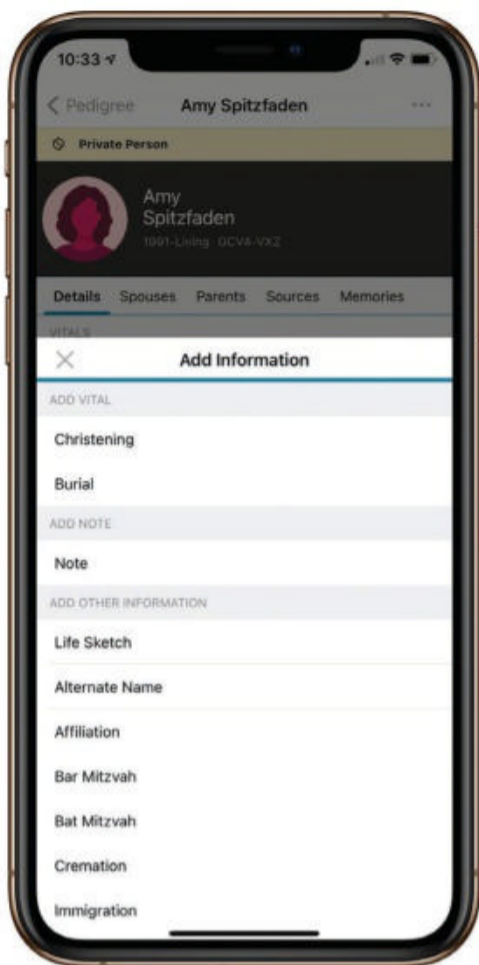 10:33
Pedigree
Amy Spitzfaden
Private Person
Amy
Spitzfaden
1991-Living GCV4-VXZ
Details Spouses Parents Sources Memories
VITALS
Add Information
ADD VITAL
Christening
Burial
ADD NOTE
Note
ADD OTHER INFORMATION
Life Sketch
Alternate Name
Affiliation
Bar Mitzvah
Bat Mitzvah
Cremation
Immigration